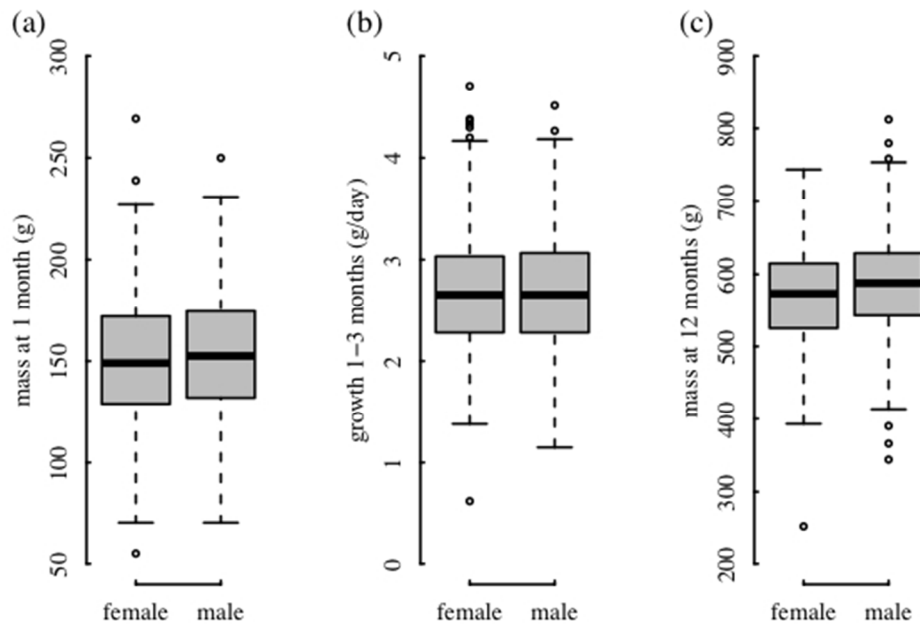 (a)
mass at 1 month (g)
300
250
200
150
100
50
female male
(b)
growth 1−3 months (g/day)
5
4
3
2
1
0
female male
(c)
mass at 12 months (g)
900
800
700
600
500
400
300
200
female male